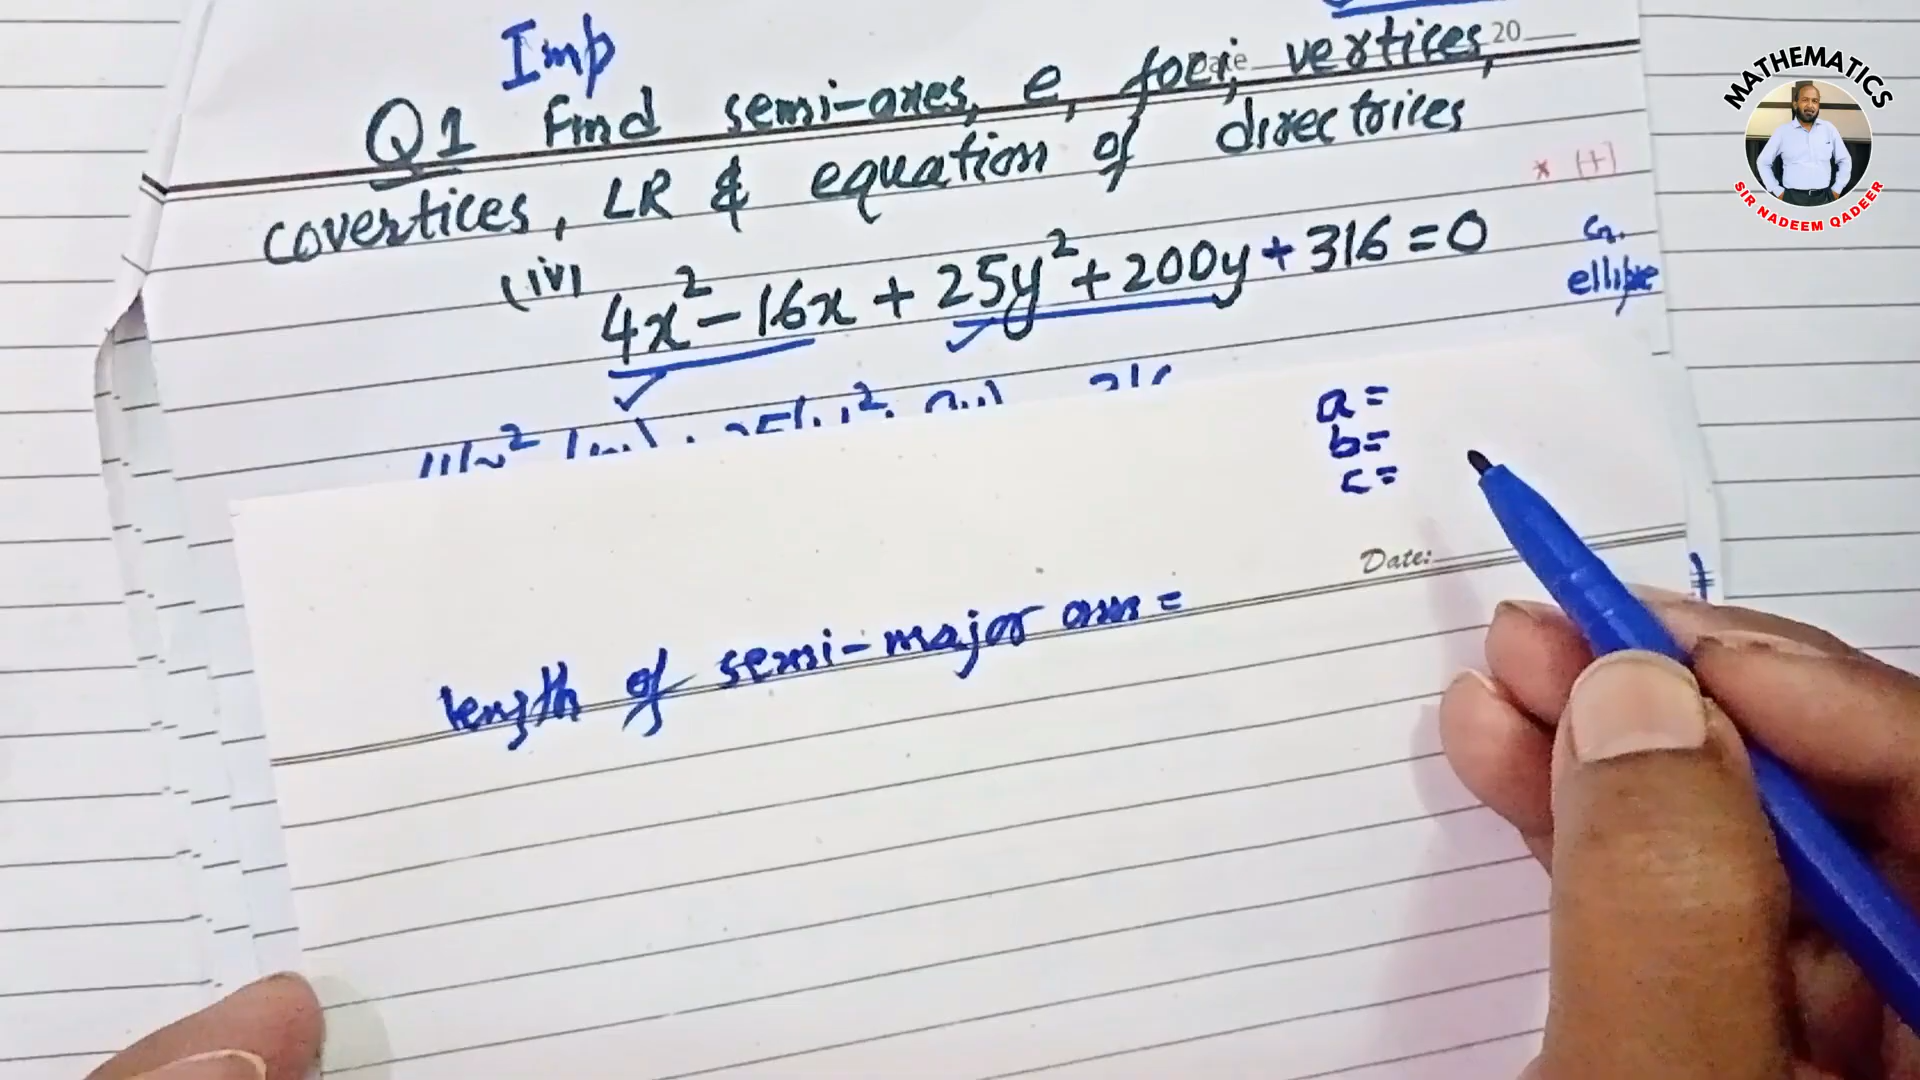 Imp
20
Q1 Find semi-axes, e, foci, vertices,
covertices, LR & equation of directrices
* (+)
(iv) 4x² - 16x + 25y² + 200y + 316 = 0
ellipse
a =
b =
c =
Date:
length of semi-major axis =
MATHEMATICS
SIR NADEEM QADEER